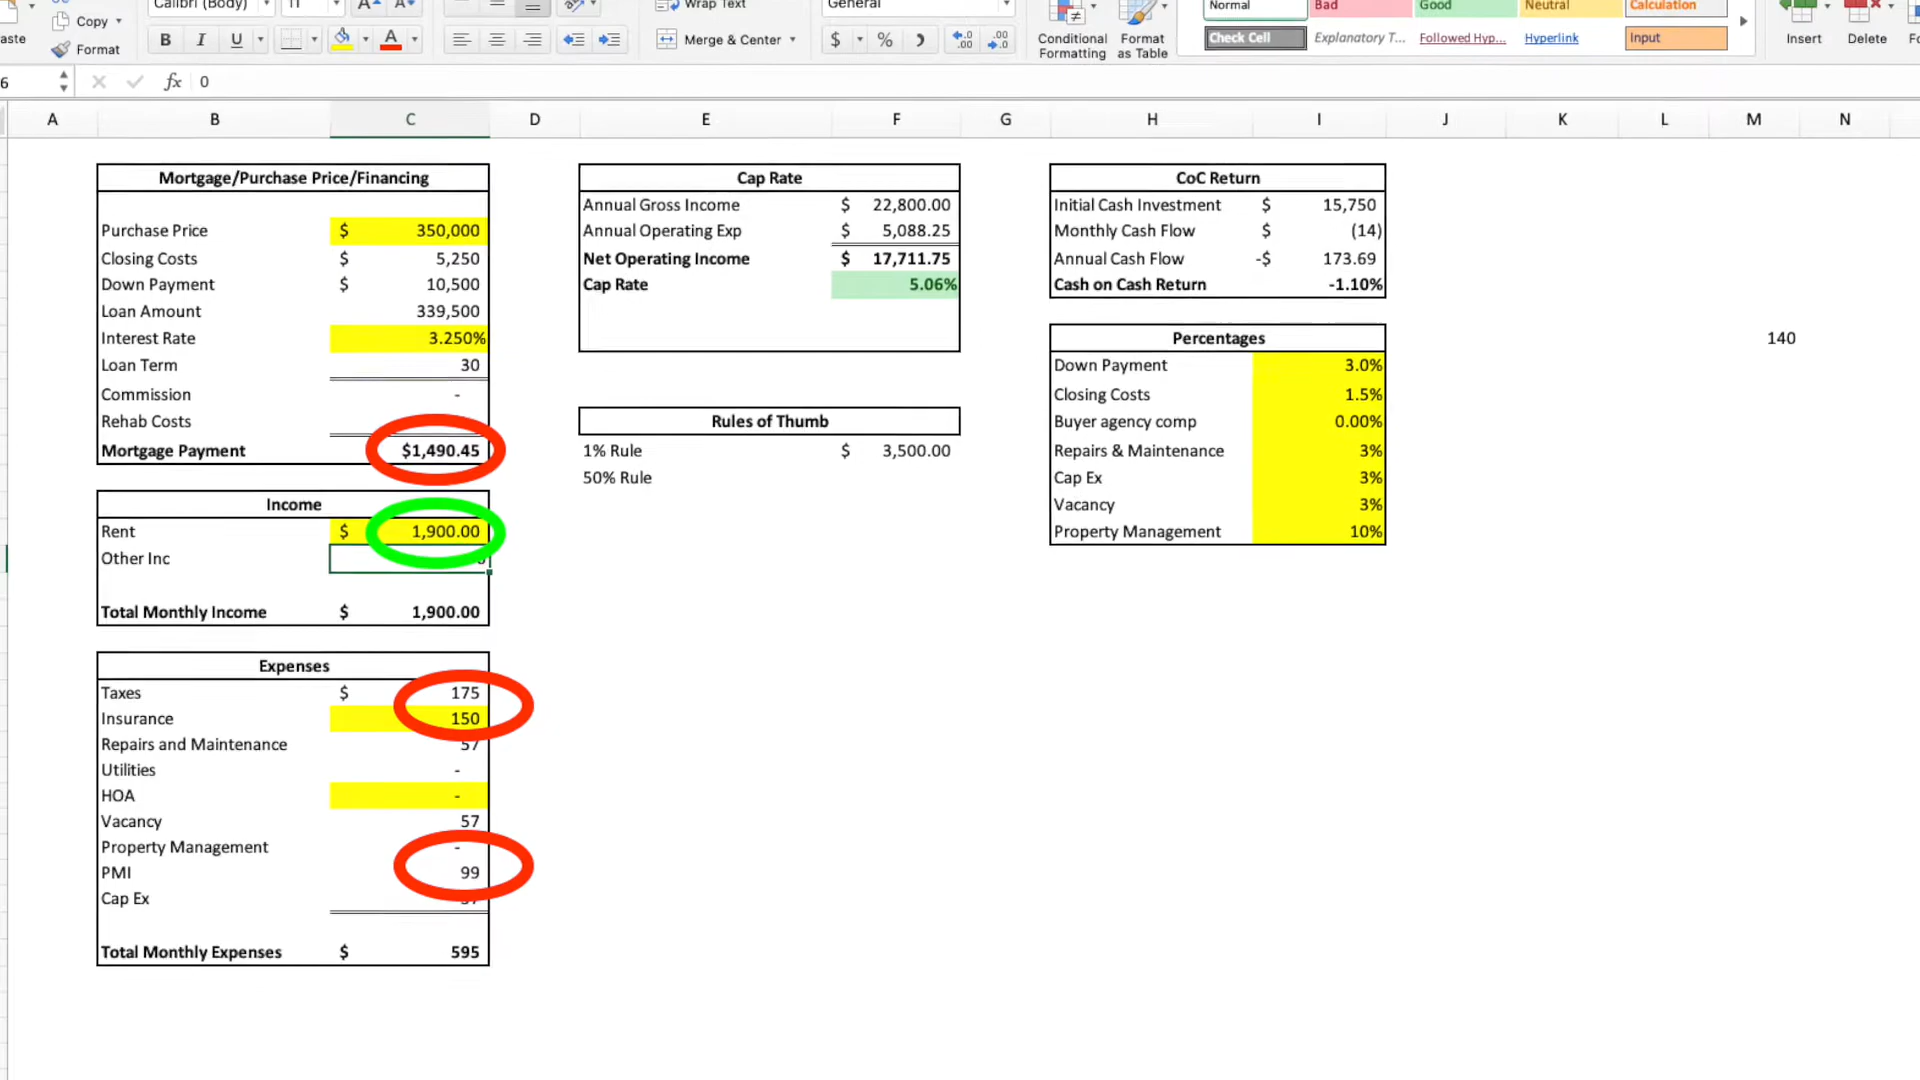 Calibri (Body) 11 General Wrap Text Normal Bad Good Neutral Calculation
Copy
Format
B I U Merge & Center $ % Conditional Formatting Format as Table Check Cell Explanatory T... Followed Hyp... Hyperlink Input Insert Delete
6 fx 0
A B C D E F G H I J K L M N
Mortgage/Purchase Price/Financing
Purchase Price $ 350,000
Closing Costs $ 5,250
Down Payment $ 10,500
Loan Amount 339,500
Interest Rate 3.250%
Loan Term 30
Commission -
Rehab Costs
Mortgage Payment $1,490.45
Income
Rent $ 1,900.00
Other Inc
Total Monthly Income $ 1,900.00
Expenses
Taxes $ 175
Insurance 150
Repairs and Maintenance 57
Utilities -
HOA -
Vacancy 57
Property Management -
PMI 99
Cap Ex
Total Monthly Expenses $ 595
Cap Rate
Annual Gross Income $ 22,800.00
Annual Operating Exp $ 5,088.25
Net Operating Income $ 17,711.75
Cap Rate 5.06%
Rules of Thumb
1% Rule $ 3,500.00
50% Rule
CoC Return
Initial Cash Investment $ 15,750
Monthly Cash Flow $ (14)
Annual Cash Flow -$ 173.69
Cash on Cash Return -1.10%
Percentages
Down Payment 3.0%
Closing Costs 1.5%
Buyer agency comp 0.00%
Repairs & Maintenance 3%
Cap Ex 3%
Vacancy 3%
Property Management 10%
140